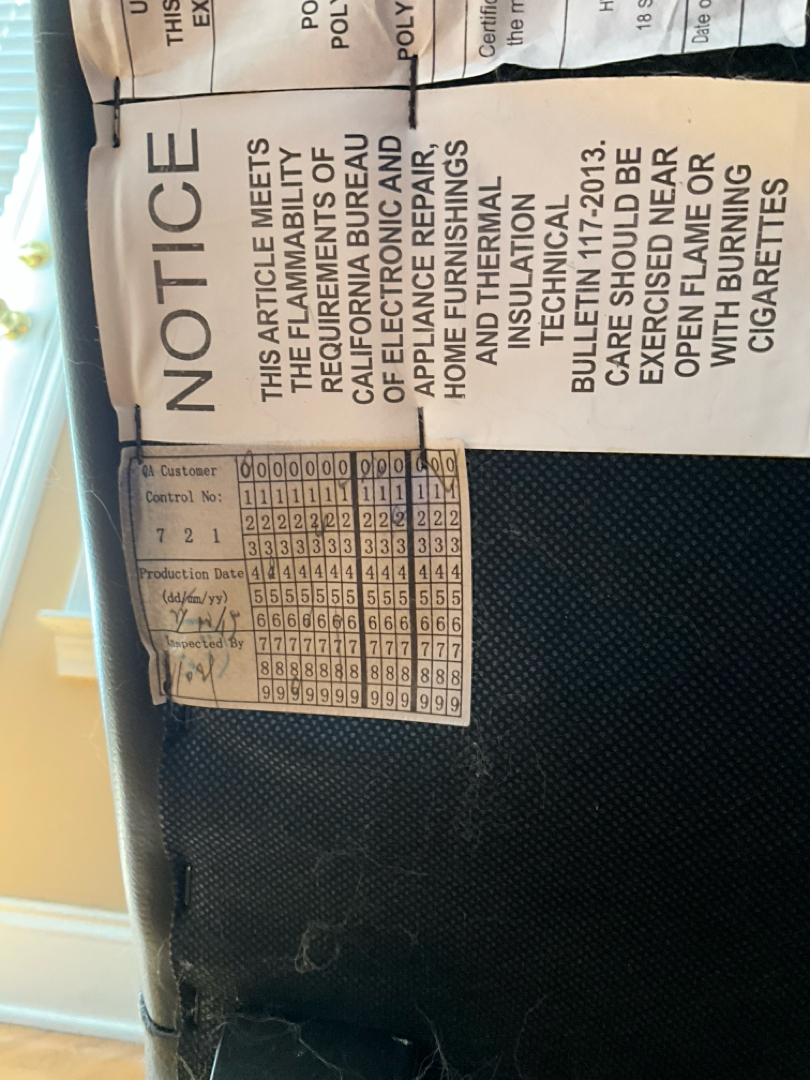 NOTICE
THIS ARTICLE MEETS
THE FLAMMABILITY
REQUIREMENTS OF
CALIFORNIA BUREAU
OF ELECTRONIC AND
APPLIANCE REPAIR,
HOME FURNISHINGS
AND THERMAL
INSULATION
TECHNICAL
BULLETIN 117-2013.
CARE SHOULD BE
EXERCISED NEAR
OPEN FLAME OR
WITH BURNING
CIGARETTES
U
THIS
EX
PO
POLY
POLY
Certific
the m
H
18 S
Date o
QA Customer
Control No:
7 2 1
Production Date
(dd/mm/yy)
Inspected By
0 0 0 0 0 0 0 0 0 0 0 0 0
1 1 1 1 1 1 1 1 1 1 1 1 1
2 2 2 2 2 2 2 2 2 2 2 2 2
3 3 3 3 3 3 3 3 3 3 3 3 3
4 4 4 4 4 4 4 4 4 4 4 4 4
5 5 5 5 5 5 5 5 5 5 5 5 5
6 6 6 6 6 6 6 6 6 6 6 6 6
7 7 7 7 7 7 7 7 7 7 7 7 7
8 8 8 8 8 8 8 8 8 8 8 8 8
9 9 9 9 9 9 9 9 9 9 9 9 9